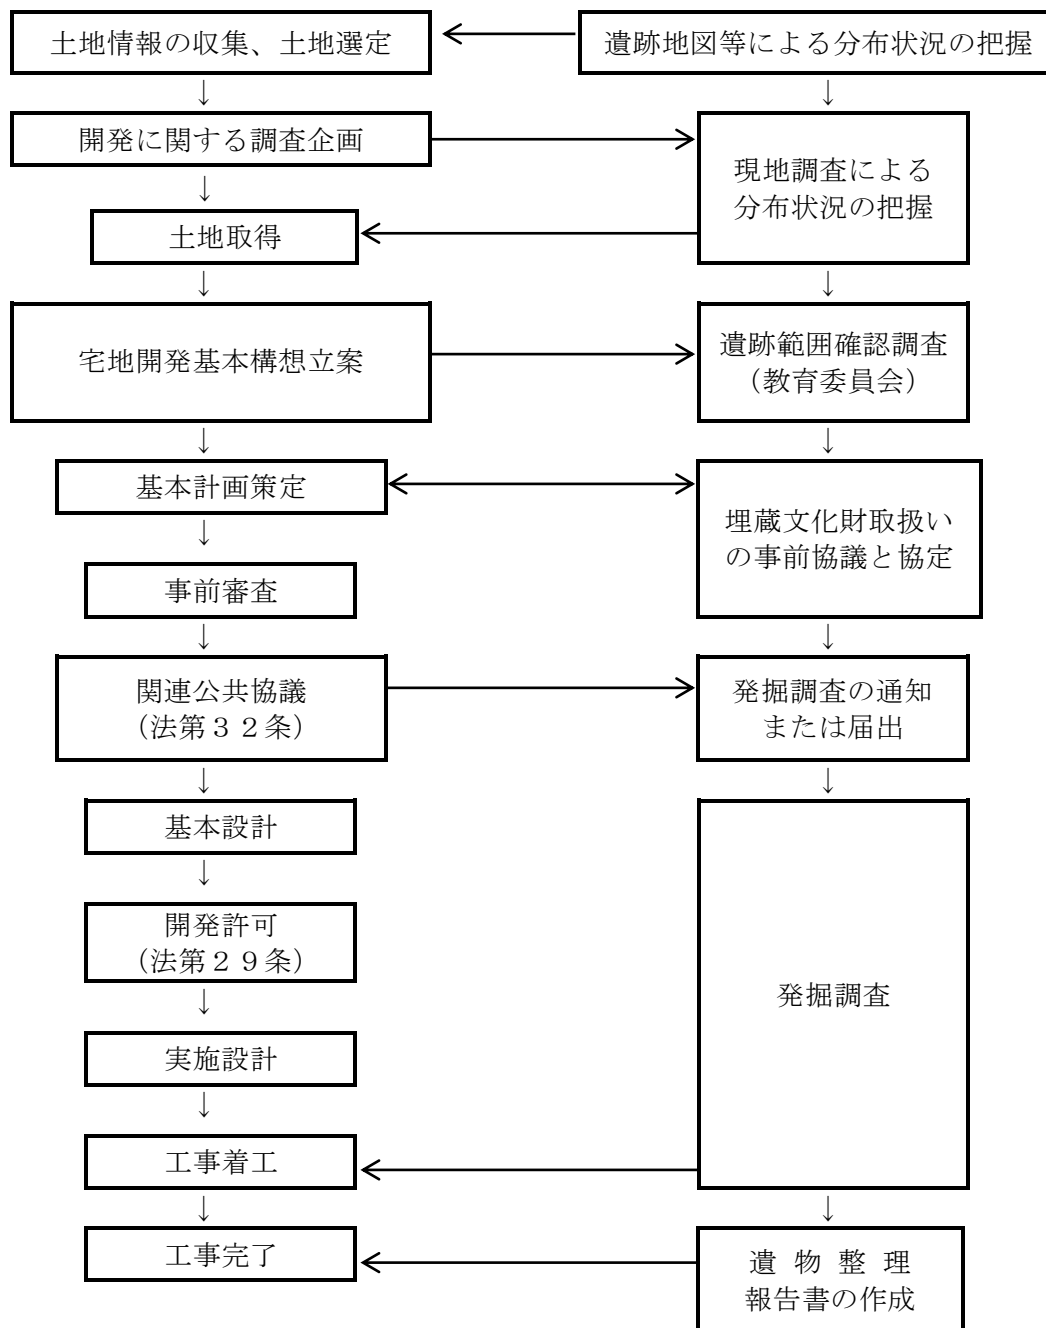 土地情報の収集、土地選定
遺跡地図等による分布状況の把握
↓
↓
開発に関する調査企画
現地調査による
分布状況の把握
↓
土地取得
↓
↓
宅地開発基本構想立案
遺跡範囲確認調査
（教育委員会）
↓
↓
基本計画策定
埋蔵文化財取扱い
の事前協議と協定
↓
事前審査
↓
↓
関連公共協議
（法第３２条）
発掘調査の通知
または届出
↓
↓
基本設計
↓
開発許可
（法第２９条）
発掘調査
↓
実施設計
↓
工事着工
↓
↓
工事完了
遺 物 整 理
報告書の作成